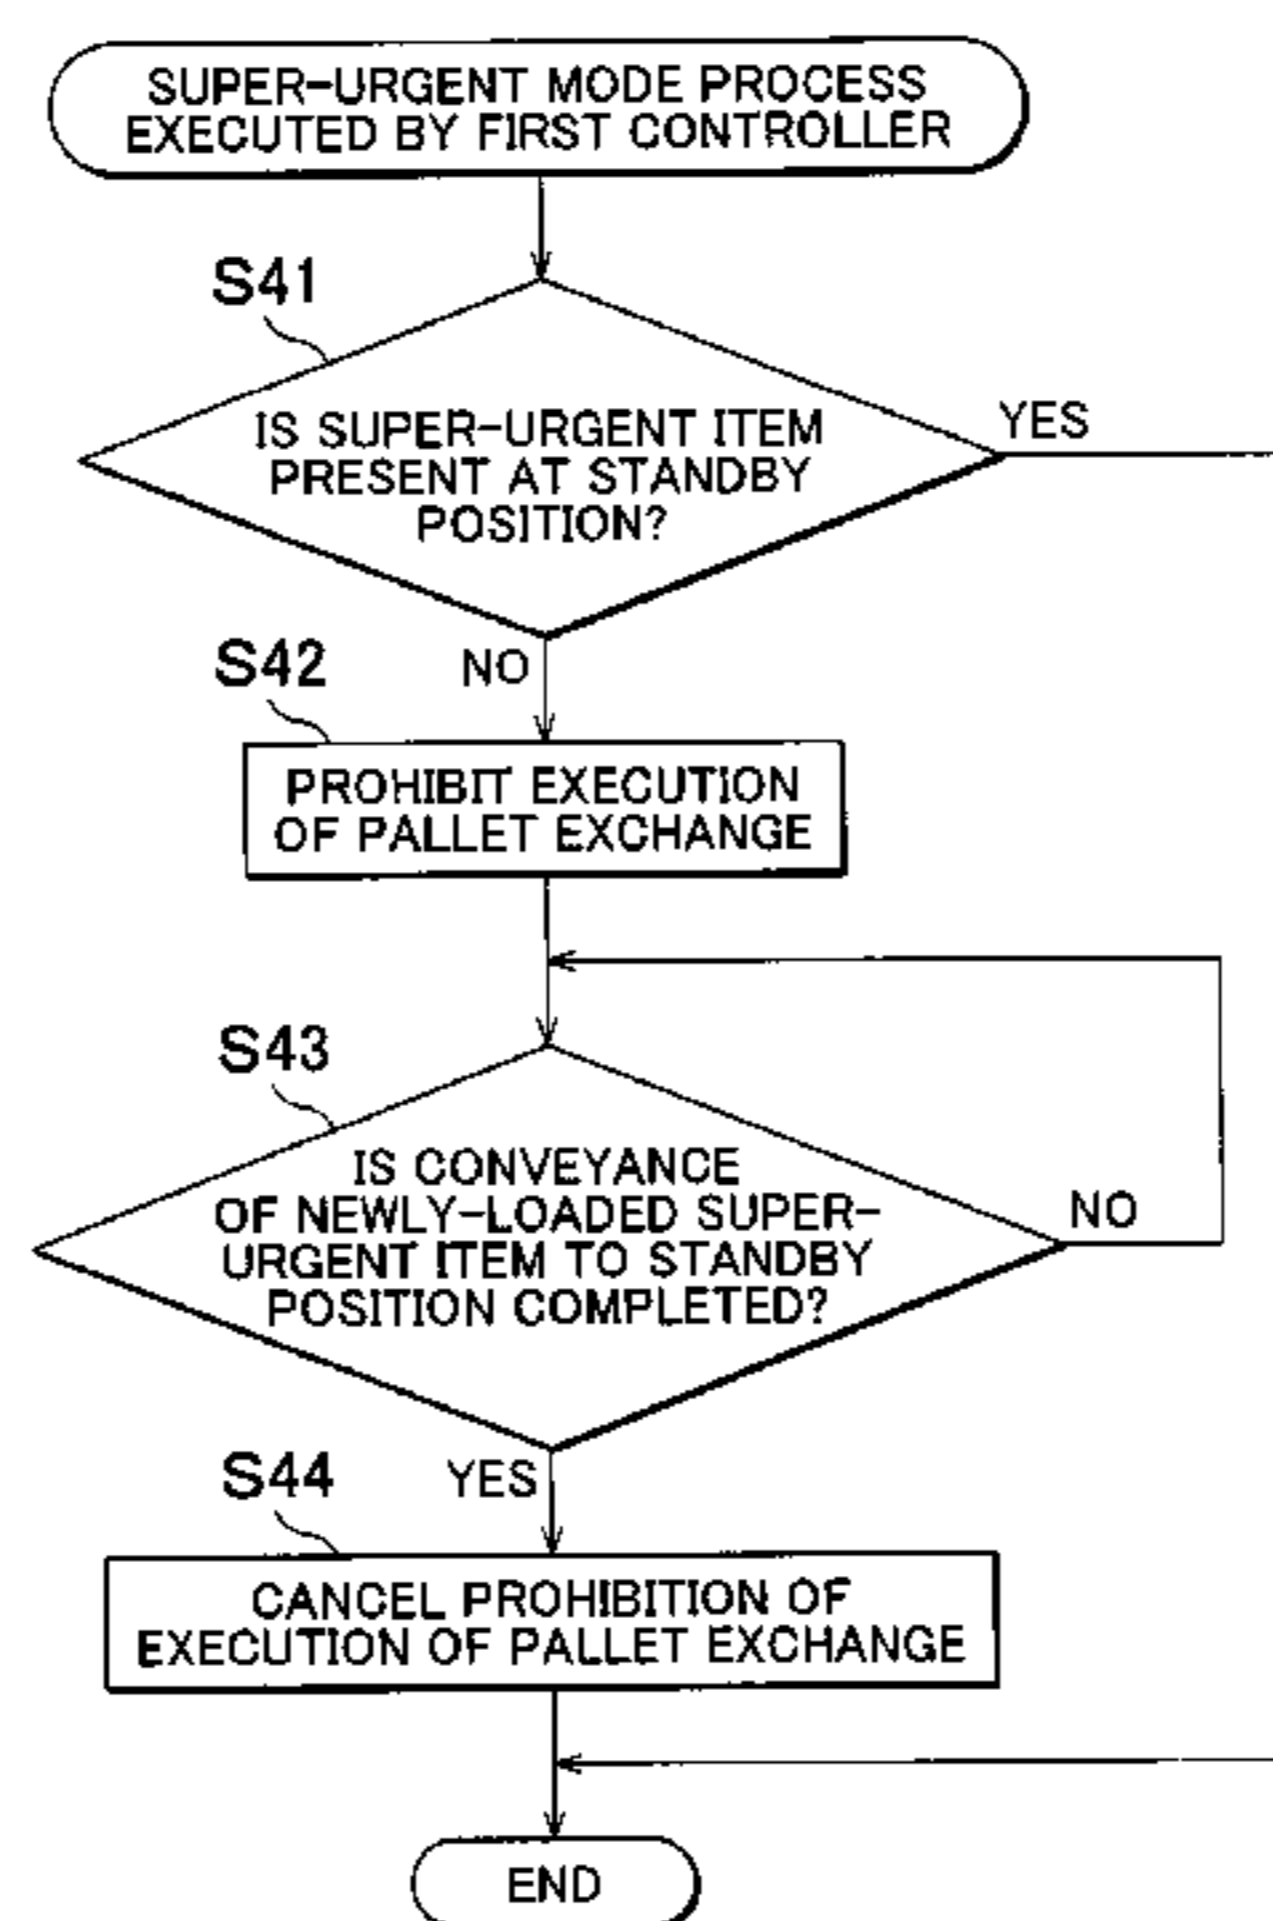 SUPER-URGENT MODE PROCESS
EXECUTED BY FIRST CONTROLLER
S41
IS SUPER-URGENT ITEM
PRESENT AT STANDBY
POSITION?
YES
NO
S42
PROHIBIT EXECUTION
OF PALLET EXCHANGE
S43
IS CONVEYANCE
OF NEWLY-LOADED SUPER-
URGENT ITEM TO STANDBY
POSITION COMPLETED?
NO
YES
S44
CANCEL PROHIBITION OF
EXECUTION OF PALLET EXCHANGE
END